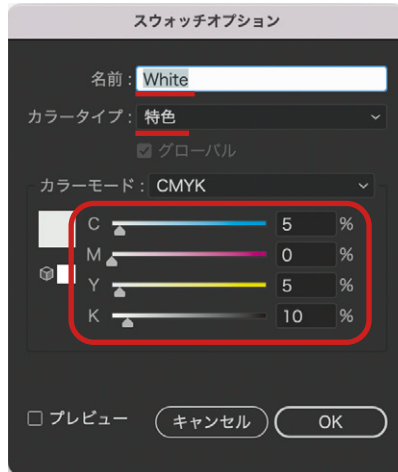 スウォッチオプション
名前 : White
カラータイプ : 特色
グローバル
カラーモード : CMYK
C 5 %
M 0 %
Y 5 %
K 10 %
プレビュー キャンセル OK